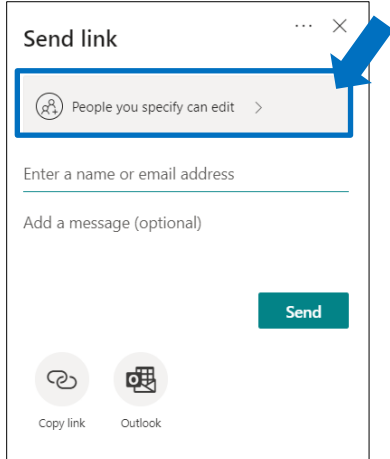 Send link
People you specify can edit
Enter a name or email address
Add a message (optional)
Send
Copy link
Outlook